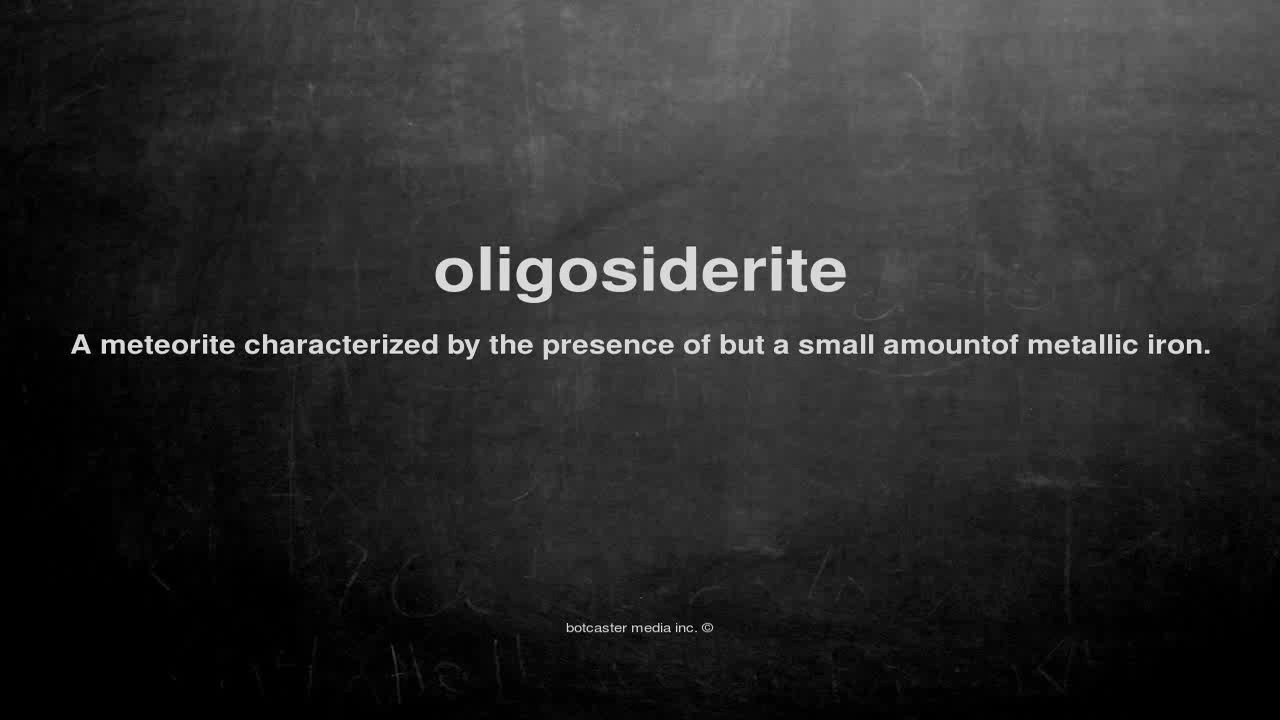 oligosiderite
A meteorite characterized by the presence of but a small amountof metallic iron.
botcaster media inc. ©